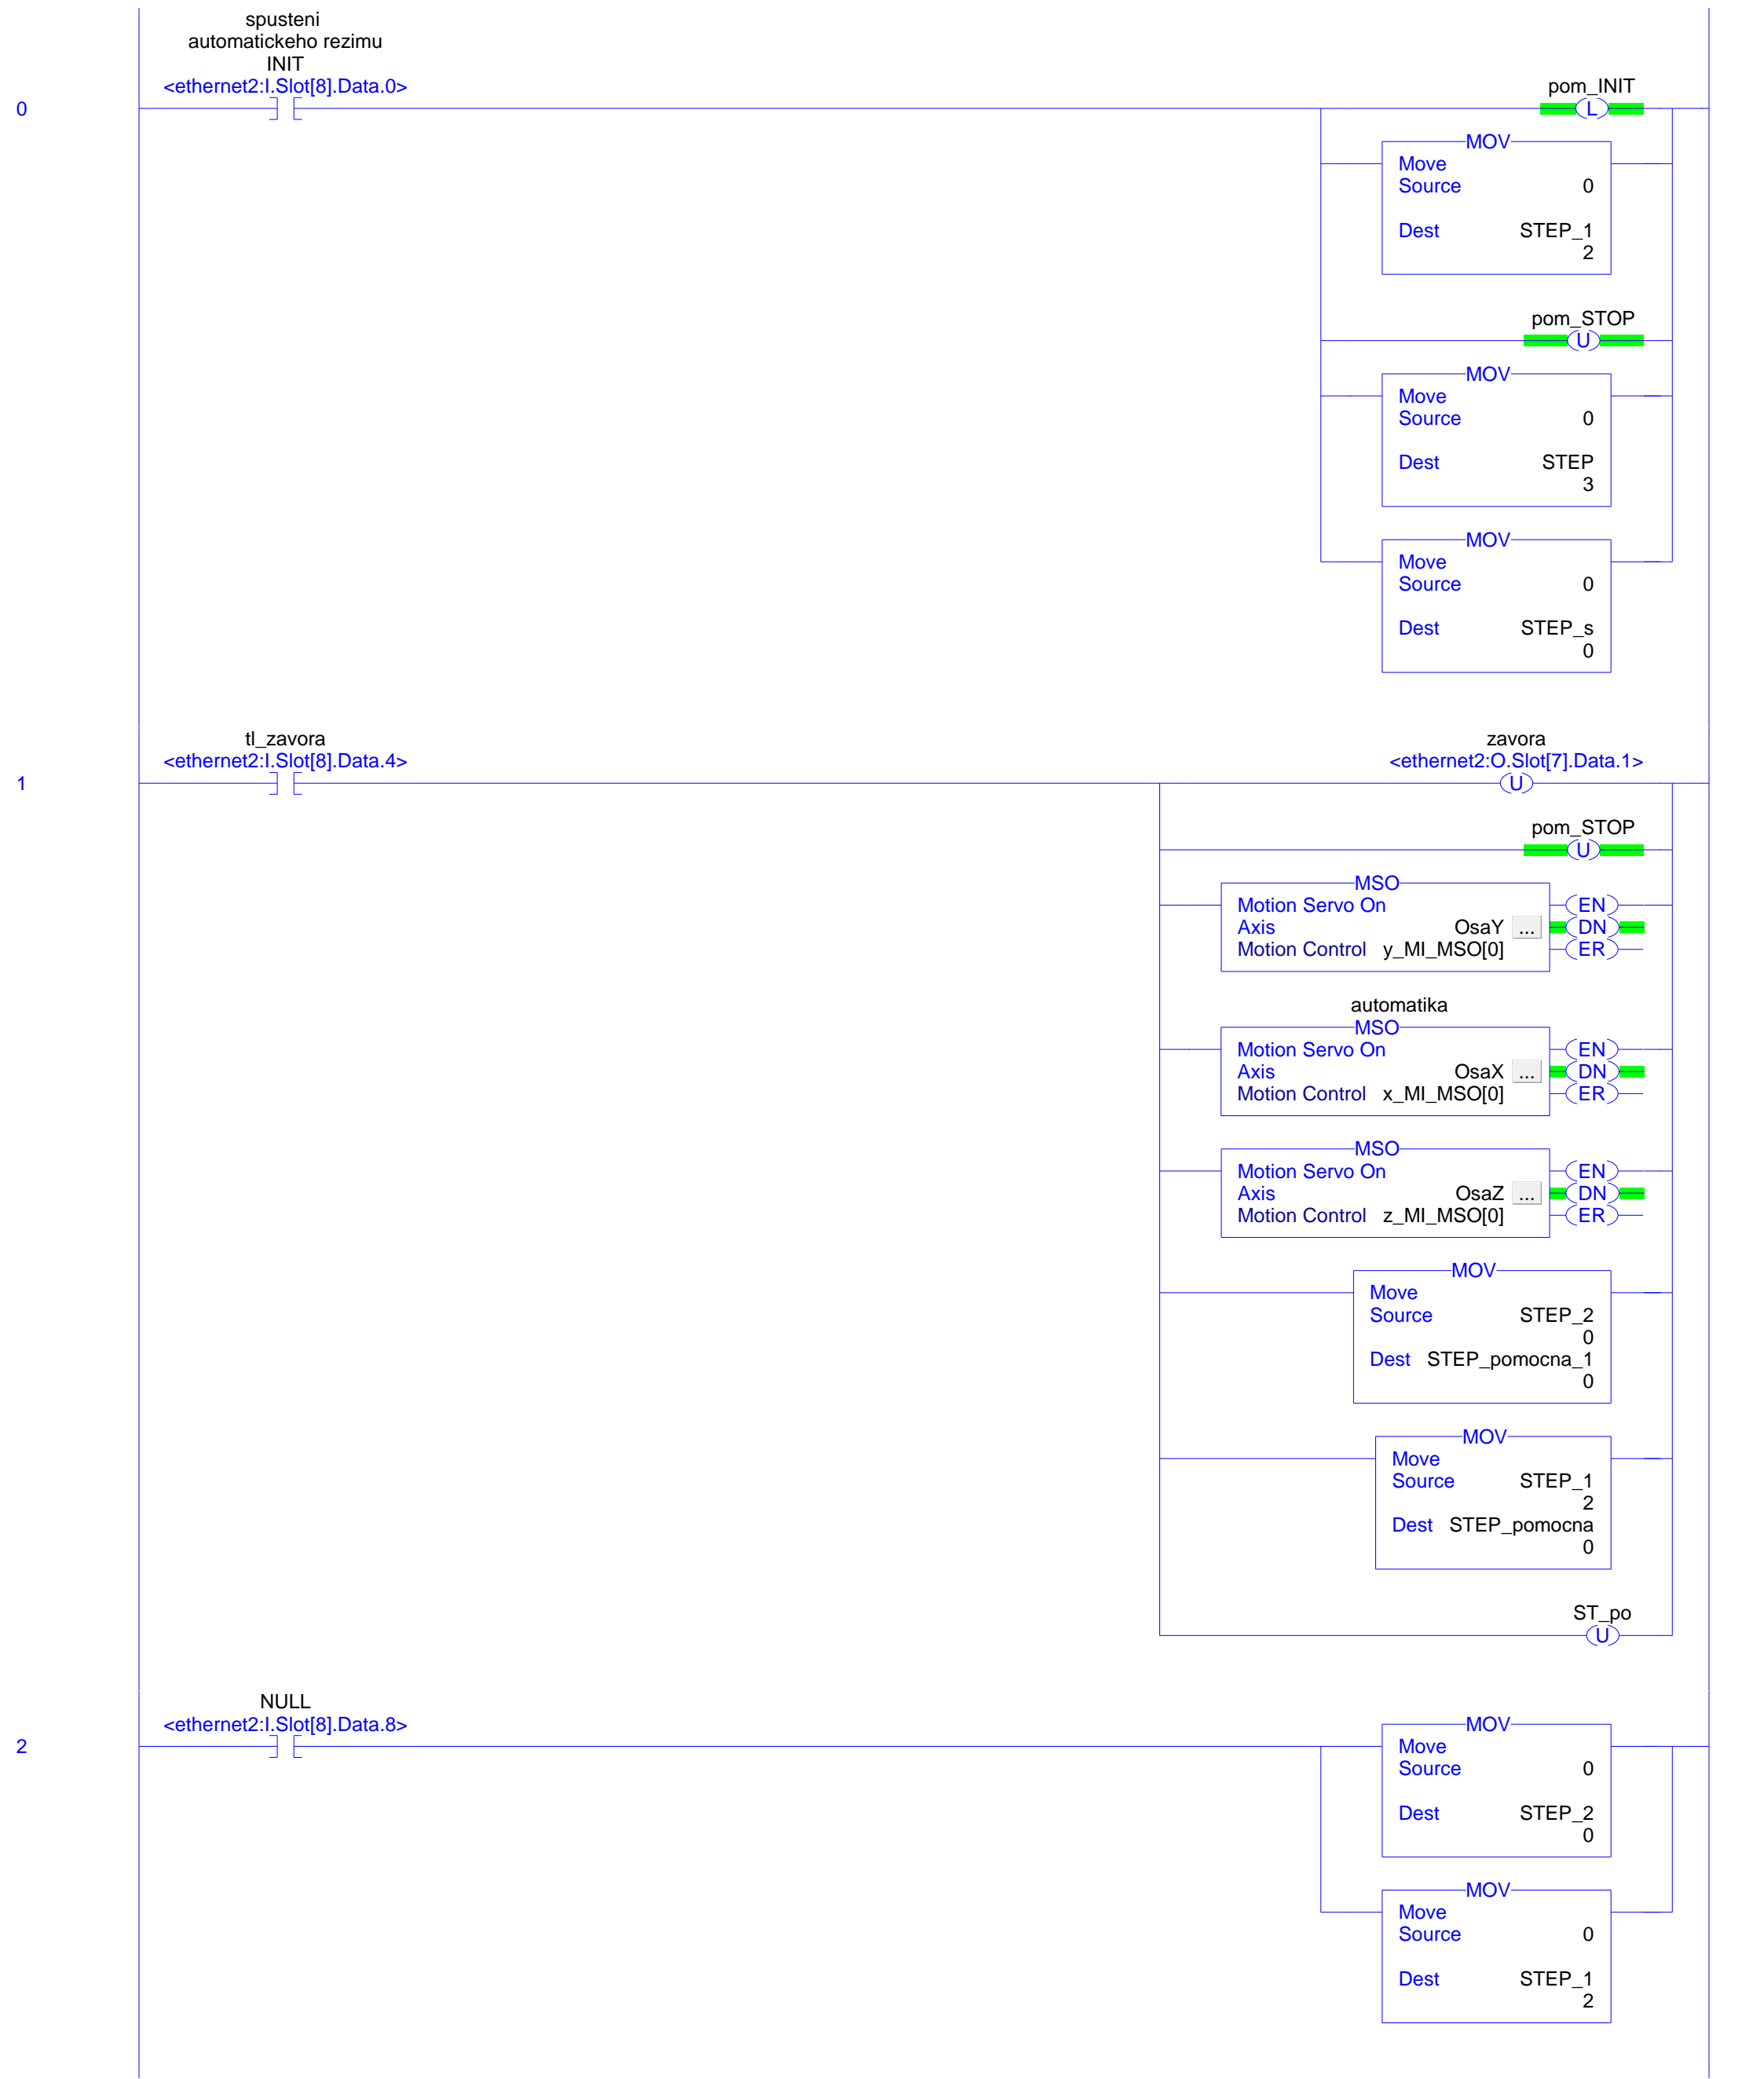 spusteni
automatickeho rezimu
INIT
<ethernet2:I.Slot[8].Data.0>
pom_INIT
0
L
MOV
Move
Source 0
Dest STEP_1
2
pom_STOP
U
MOV
Move
Source 0
Dest STEP
3
MOV
Move
Source 0
Dest STEP_s
0
tl_zavora
<ethernet2:I.Slot[8].Data.4>
zavora
<ethernet2:O.Slot[7].Data.1>
1
U
pom_STOP
U
MSO
Motion Servo On EN
Axis OsaY ... DN
Motion Control y_MI_MSO[0] ER
automatika
MSO
Motion Servo On EN
Axis OsaX ... DN
Motion Control x_MI_MSO[0] ER
MSO
Motion Servo On EN
Axis OsaZ ... DN
Motion Control z_MI_MSO[0] ER
MOV
Move
Source STEP_2
0
Dest STEP_pomocna_1
0
MOV
Move
Source STEP_1
2
Dest STEP_pomocna
0
ST_po
U
NULL
<ethernet2:I.Slot[8].Data.8>
2
MOV
Move
Source 0
Dest STEP_2
0
MOV
Move
Source 0
Dest STEP_1
2